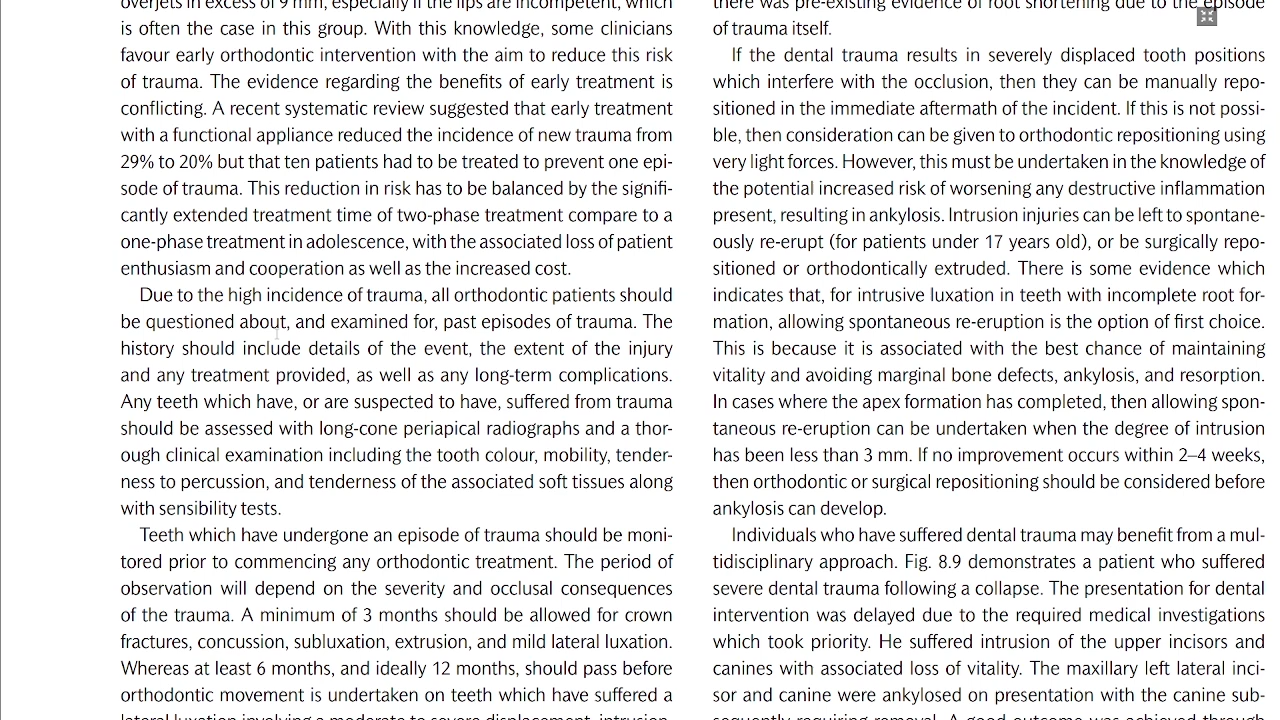 overjets in excess of 9 mm, especially if the lips are incompetent, which
is often the case in this group. With this knowledge, some clinicians
favour early orthodontic intervention with the aim to reduce this risk
of trauma. The evidence regarding the benefits of early treatment is
conflicting. A recent systematic review suggested that early treatment
with a functional appliance reduced the incidence of new trauma from
29% to 20% but that ten patients had to be treated to prevent one epi-
sode of trauma. This reduction in risk has to be balanced by the signifi-
cantly extended treatment time of two-phase treatment compare to a
one-phase treatment in adolescence, with the associated loss of patient
enthusiasm and cooperation as well as the increased cost.
Due to the high incidence of trauma, all orthodontic patients should
be questioned about, and examined for, past episodes of trauma. The
history should include details of the event, the extent of the injury
and any treatment provided, as well as any long-term complications.
Any teeth which have, or are suspected to have, suffered from trauma
should be assessed with long-cone periapical radiographs and a thor-
ough clinical examination including the tooth colour, mobility, tender-
ness to percussion, and tenderness of the associated soft tissues along
with sensibility tests.
Teeth which have undergone an episode of trauma should be moni-
tored prior to commencing any orthodontic treatment. The period of
observation will depend on the severity and occlusal consequences
of the trauma. A minimum of 3 months should be allowed for crown
fractures, concussion, subluxation, extrusion, and mild lateral luxation.
Whereas at least 6 months, and ideally 12 months, should pass before
orthodontic movement is undertaken on teeth which have suffered a
lateral luxation involving a moderate to severe displacement, intrusion,
there was pre-existing evidence of root shortening due to the episode
of trauma itself.
If the dental trauma results in severely displaced tooth positions
which interfere with the occlusion, then they can be manually repo-
sitioned in the immediate aftermath of the incident. If this is not possi-
ble, then consideration can be given to orthodontic repositioning using
very light forces. However, this must be undertaken in the knowledge of
the potential increased risk of worsening any destructive inflammation
present, resulting in ankylosis. Intrusion injuries can be left to spontane-
ously re-erupt (for patients under 17 years old), or be surgically repo-
sitioned or orthodontically extruded. There is some evidence which
indicates that, for intrusive luxation in teeth with incomplete root for-
mation, allowing spontaneous re-eruption is the option of first choice.
This is because it is associated with the best chance of maintaining
vitality and avoiding marginal bone defects, ankylosis, and resorption.
In cases where the apex formation has completed, then allowing spon-
taneous re-eruption can be undertaken when the degree of intrusion
has been less than 3 mm. If no improvement occurs within 2–4 weeks,
then orthodontic or surgical repositioning should be considered before
ankylosis can develop.
Individuals who have suffered dental trauma may benefit from a mul-
tidisciplinary approach. Fig. 8.9 demonstrates a patient who suffered
severe dental trauma following a collapse. The presentation for dental
intervention was delayed due to the required medical investigations
which took priority. He suffered intrusion of the upper incisors and
canines with associated loss of vitality. The maxillary left lateral inci-
sor and canine were ankylosed on presentation with the canine sub-
sequently requiring removal. A good outcome was achieved through